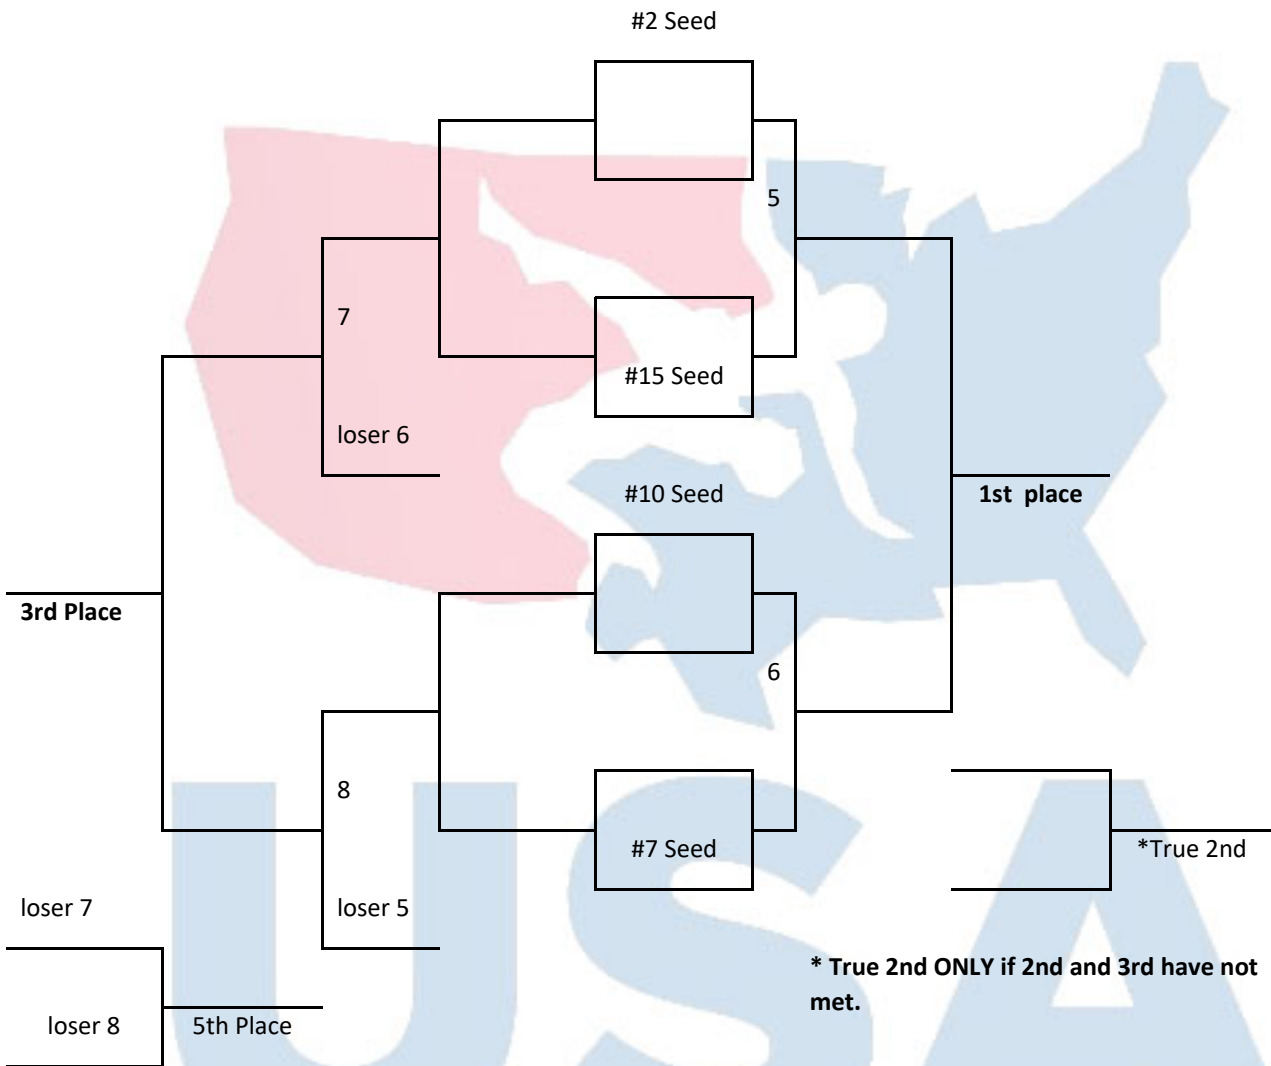 #2 Seed
5
7
#15 Seed
loser 6
#10 Seed
1st place
3rd Place
6
8
#7 Seed
*True 2nd
loser 7
loser 5
* True 2nd ONLY if 2nd and 3rd have not
met.
loser 8
5th Place
USA